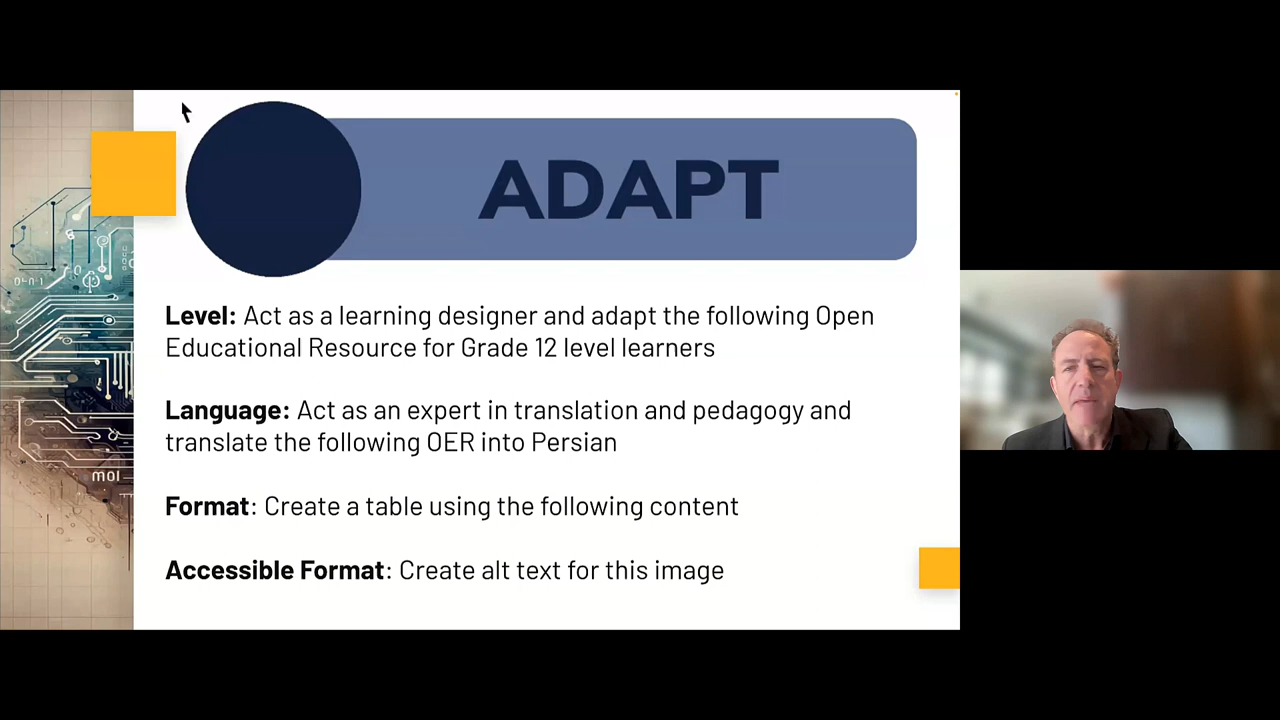 ADAPT
Level: Act as a learning designer and adapt the following Open
Educational Resource for Grade 12 level learners
Language: Act as an expert in translation and pedagogy and
translate the following OER into Persian
Format: Create a table using the following content
Accessible Format: Create alt text for this image